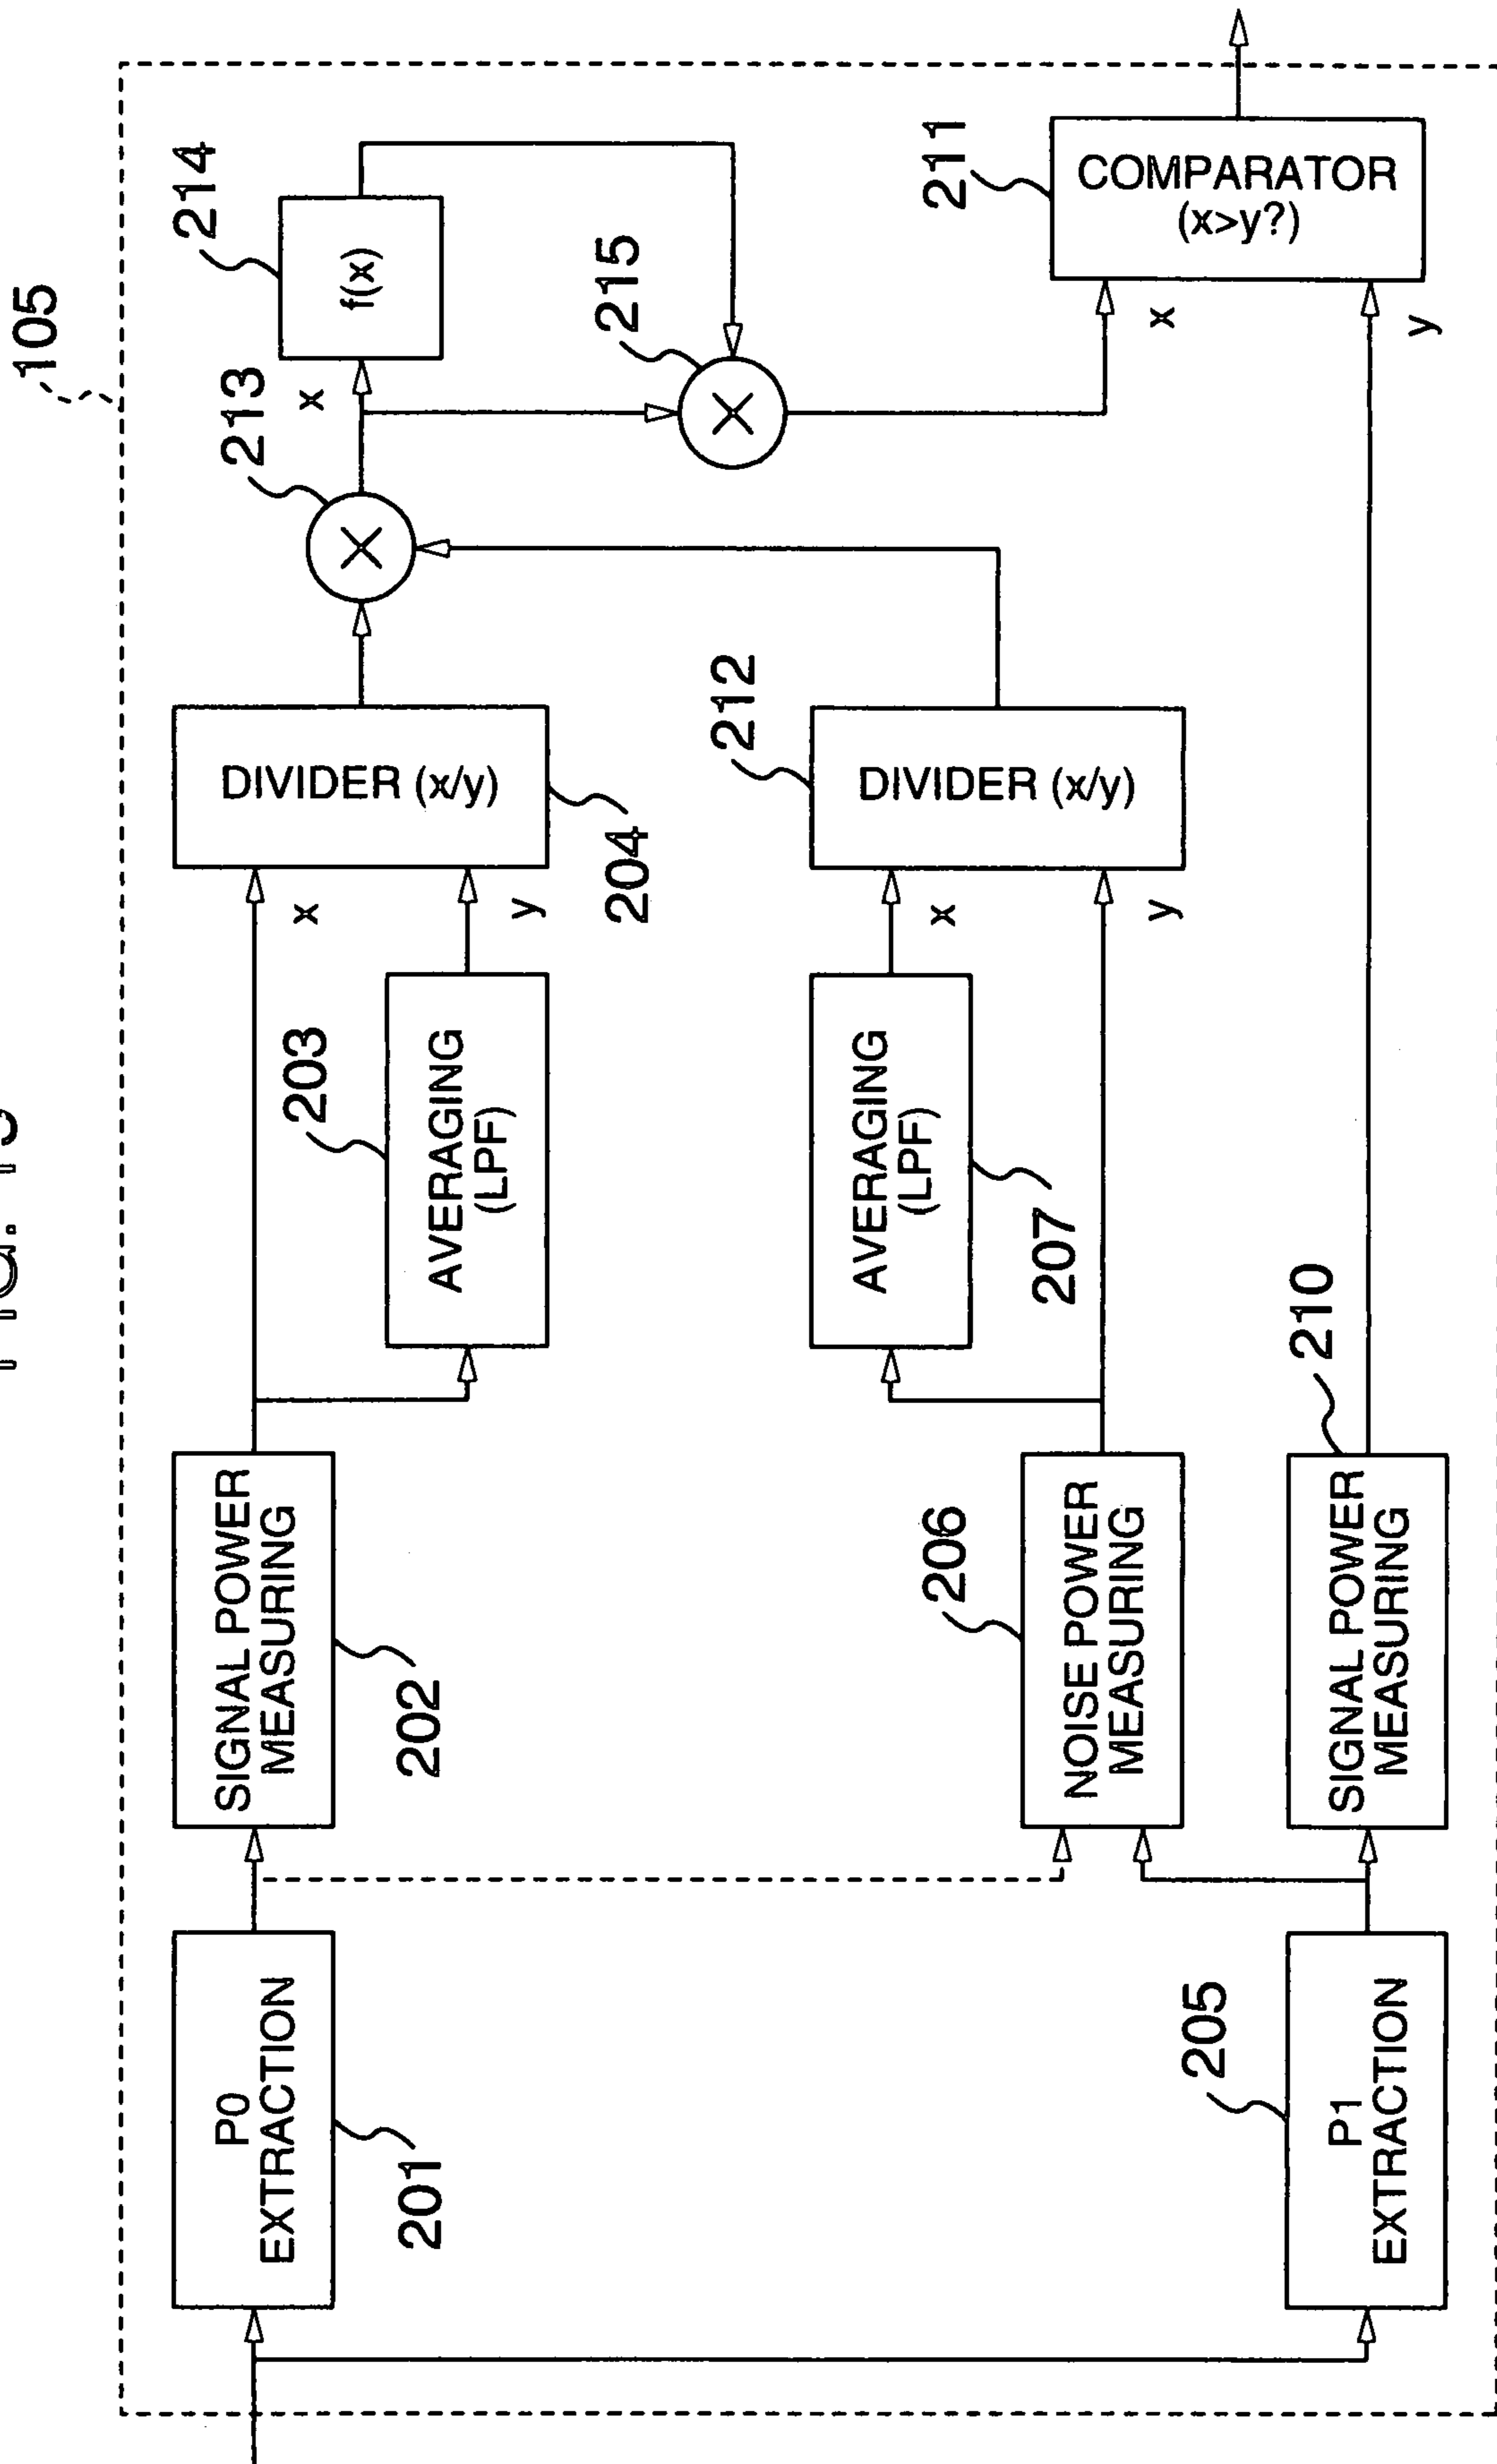 105
P0
EXTRACTION
201
SIGNAL POWER
MEASURING
202
AVERAGING
(LPF)
203
x
y
DIVIDER (x/y)
204
213
x
f(x)
214
215
P1
EXTRACTION
205
NOISE POWER
MEASURING
206
AVERAGING
(LPF)
207
x
y
DIVIDER (x/y)
212
SIGNAL POWER
MEASURING
210
x
y
COMPARATOR
(x>y?)
211